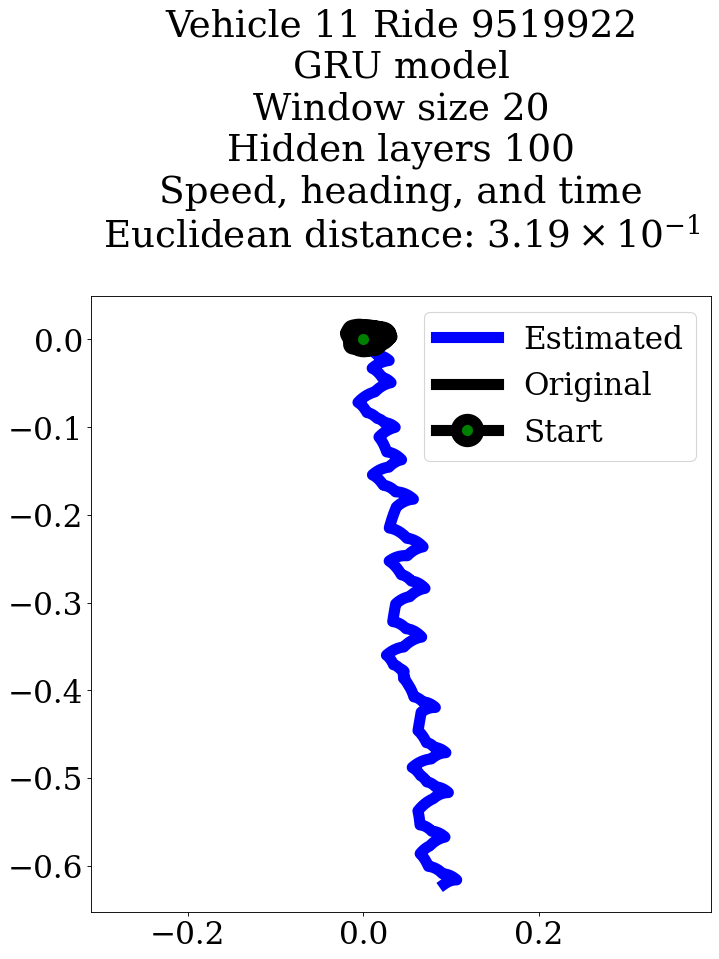 Vehicle 11 Ride 9519922
GRU model
Window size 20
Hidden layers 100
Speed, heading, and time
Euclidean distance: 3.19 × 10⁻¹
Estimated
Original
Start
0.0
−0.1
−0.2
−0.3
−0.4
−0.5
−0.6
−0.2 0.0 0.2